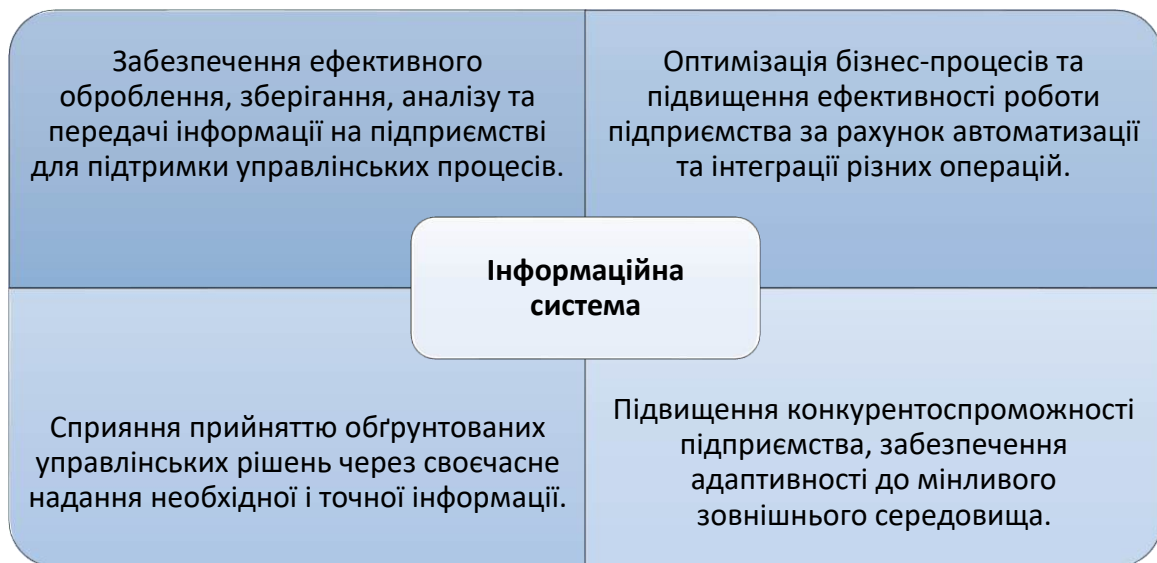 Забезпечення ефективного
оброблення, зберігання, аналізу та
передачі інформації на підприємстві
для підтримки управлінських процесів.
Оптимізація бізнес-процесів та
підвищення ефективності роботи
підприємства за рахунок автоматизації
та інтеграції різних операцій.
Інформаційна
система
Сприяння прийняттю обґрунтованих
управлінських рішень через своєчасне
надання необхідної і точної інформації.
Підвищення конкурентоспроможності
підприємства, забезпечення
адаптивності до мінливого
зовнішнього середовища.